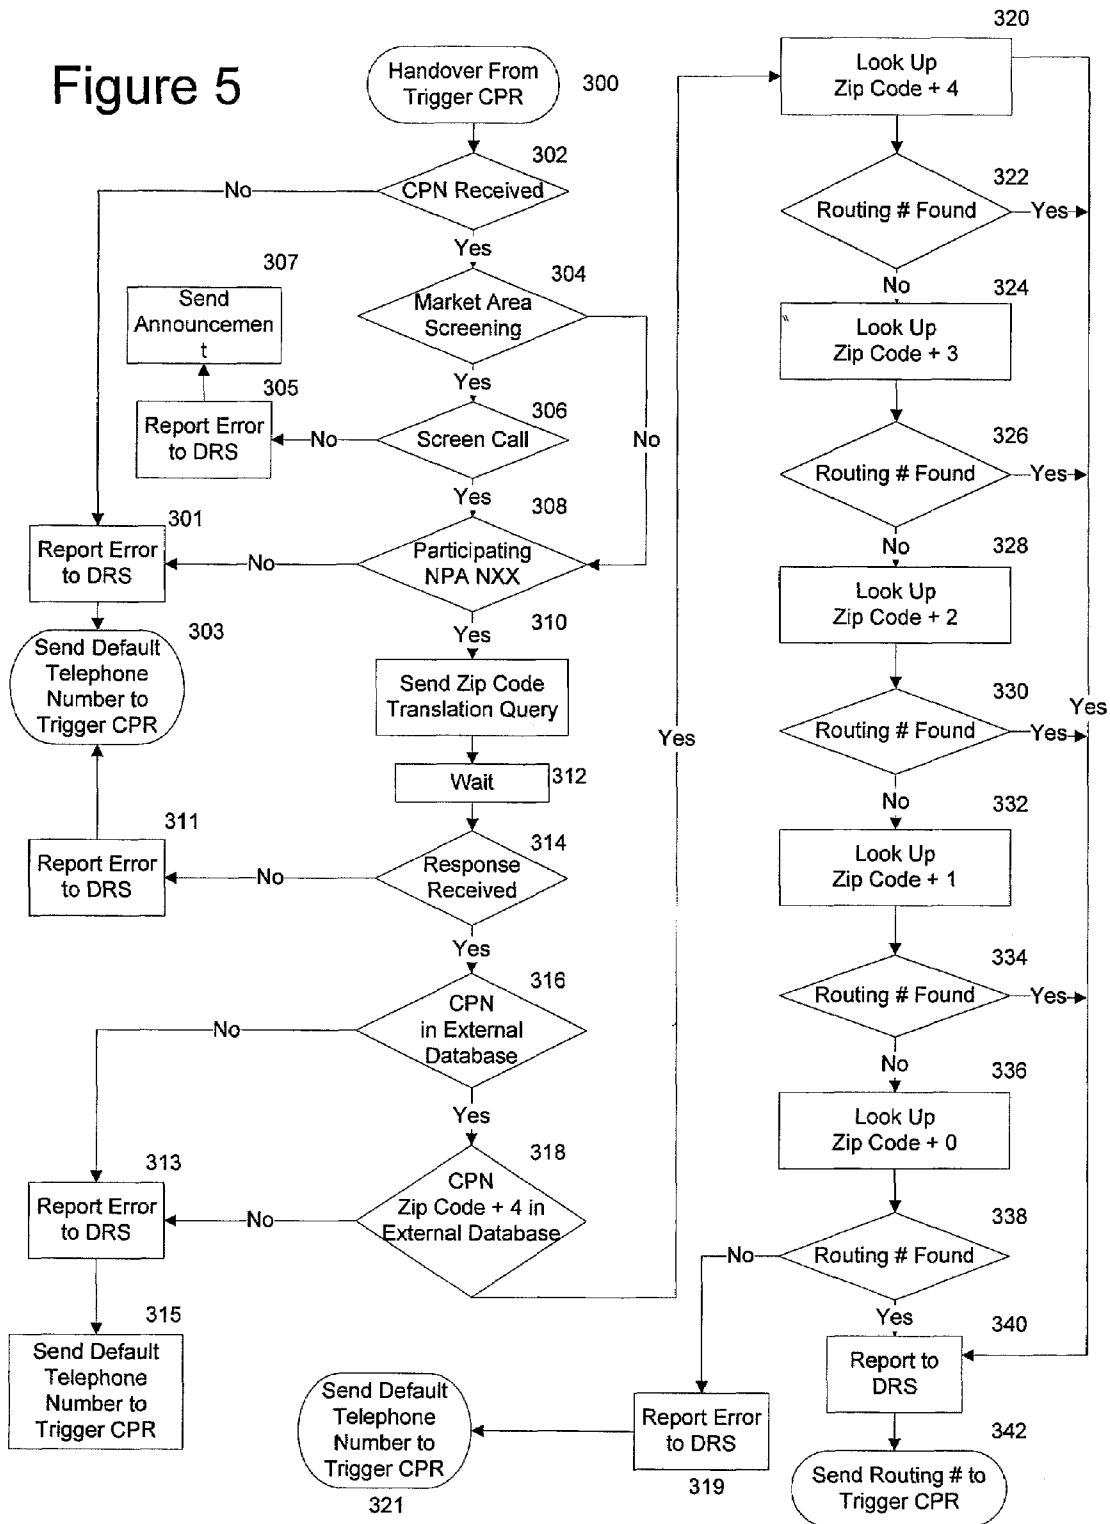 Figure 5
Handover From
Trigger CPR
300
302
CPN Received
No
Yes
304
Market Area
Screening
307
Send
Announcemen
t
Yes
305
Report Error
to DRS
No
306
Screen Call
No
Yes
308
301
Report Error
to DRS
No
Participating
NPA NXX
303
Send Default
Telephone
Number to
Trigger CPR
Yes
310
Send Zip Code
Translation Query
Wait
312
311
Report Error
to DRS
No
314
Response
Received
Yes
316
CPN
in External
Database
No
Yes
318
CPN
Zip Code + 4 in
External Database
313
Report Error
to DRS
No
315
Send Default
Telephone
Number to
Trigger CPR
Yes
320
Look Up
Zip Code + 4
322
Routing # Found
Yes
No
324
Look Up
Zip Code + 3
326
Routing # Found
Yes
No
328
Look Up
Zip Code + 2
330
Routing # Found
Yes
Yes
No
332
Look Up
Zip Code + 1
334
Routing # Found
Yes
No
336
Look Up
Zip Code + 0
338
Routing # Found
No
Yes
340
Report to
DRS
342
Send Routing # to
Trigger CPR
Report Error
to DRS
319
Send Default
Telephone
Number to
Trigger CPR
321